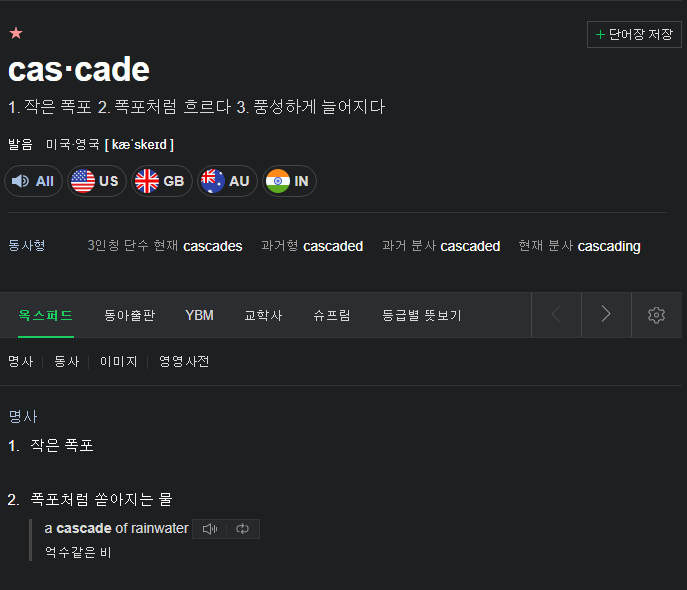 + 단어장 저장
cas·cade
1. 작은 폭포 2. 폭포처럼 흐르다 3. 풍성하게 늘어지다
발음 미국·영국 [ kæˈskeɪd ]
All US GB AU IN
동사형 3인칭 단수 현재 cascades 과거형 cascaded 과거 분사 cascaded 현재 분사 cascading
옥스퍼드 동아출판 YBM 교학사 슈프림 등급별 뜻보기
명사 동사 이미지 영영사전
명사
1. 작은 폭포
2. 폭포처럼 쏟아지는 물
a cascade of rainwater
억수같은 비